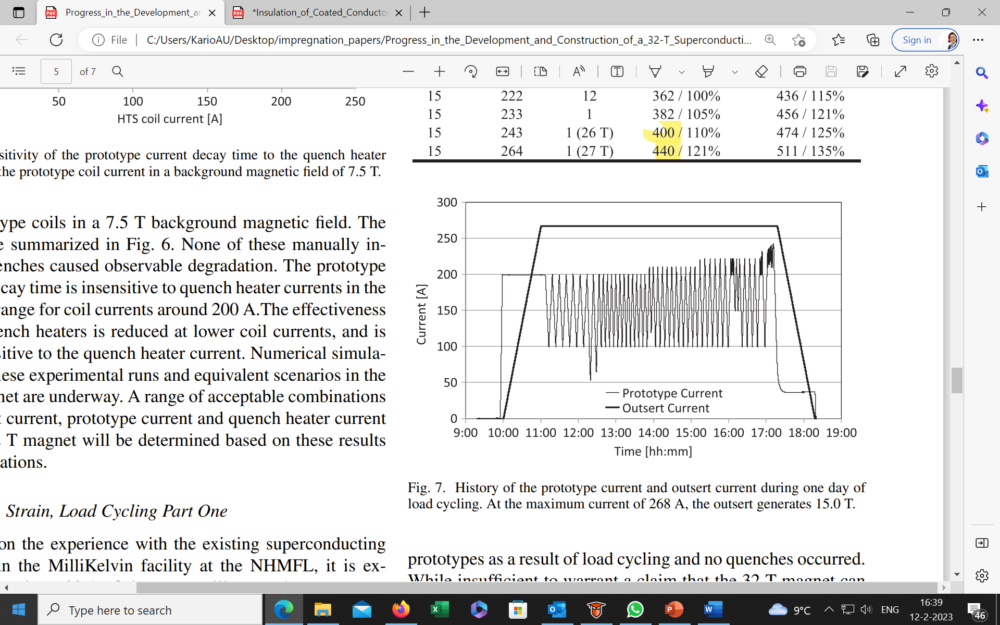 Progress_in_the_Development_ar
*Insulation_of_Coated_Conducto
File
C:/Users/KarioAU/Desktop/impregnation_papers/Progress_in_the_Development_and_Construction_of_a_32-T_Superconducti...
Sign in
5 of 7
50 100 150 200 250
HTS coil current [A]
sitivity of the prototype current decay time to the quench heater
the prototype coil current in a background magnetic field of 7.5 T.
ype coils in a 7.5 T background magnetic field. The
e summarized in Fig. 6. None of these manually in-
enches caused observable degradation. The prototype
cay time is insensitive to quench heater currents in the
range for coil currents around 200 A.The effectiveness
ench heaters is reduced at lower coil currents, and is
sitive to the quench heater current. Numerical simula-
hese experimental runs and equivalent scenarios in the
net are underway. A range of acceptable combinations
t current, prototype current and quench heater current
T magnet will be determined based on these results
ations.
Strain, Load Cycling Part One
on the experience with the existing superconducting
in the MilliKelvin facility at the NHMFL, it is ex-
15 222 12 362 / 100% 436 / 115%
15 233 1 382 / 105% 456 / 121%
15 243 1 (26 T) 400 / 110% 474 / 125%
15 264 1 (27 T) 440 / 121% 511 / 135%
300
250
200
150
100
50
0
Current [A]
Prototype Current
Outsert Current
9:00 10:00 11:00 12:00 13:00 14:00 15:00 16:00 17:00 18:00 19:00
Time [hh:mm]
Fig. 7. History of the prototype current and outsert current during one day of
load cycling. At the maximum current of 268 A, the outsert generates 15.0 T.
prototypes as a result of load cycling and no quenches occurred.
While insufficient to warrant a claim that the 32 T magnet can
Type here to search
9°C
ENG
16:39
12-2-2023
46